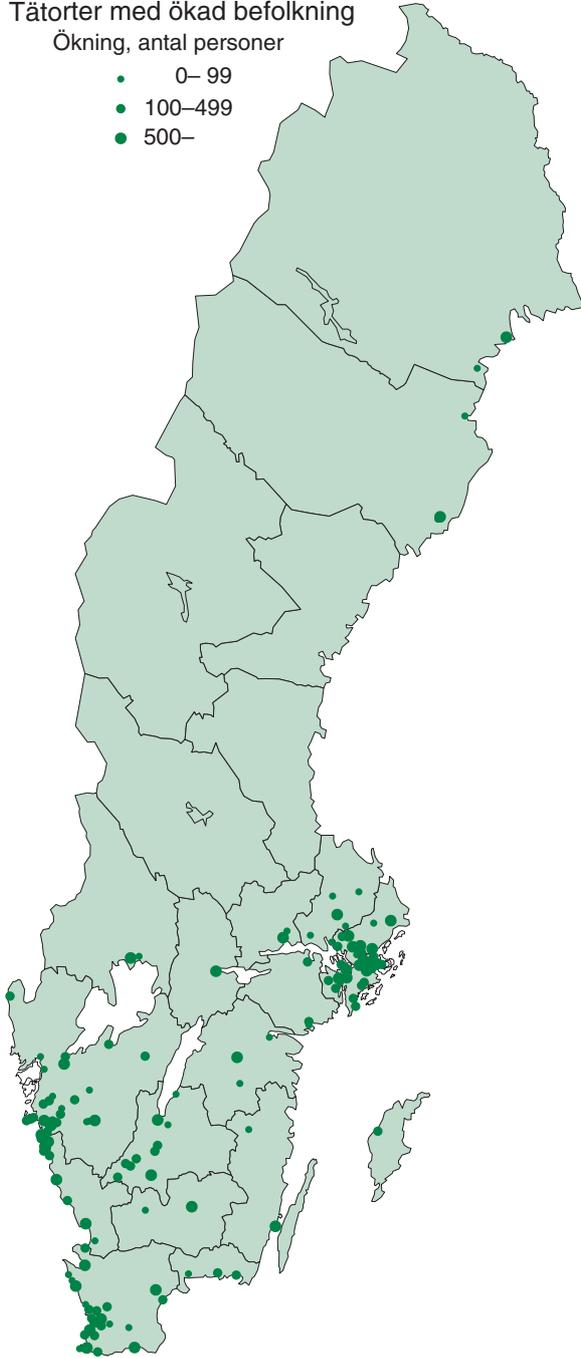 Tätorter med ökad befolkning
Ökning, antal personer
0– 99
100–499
500–